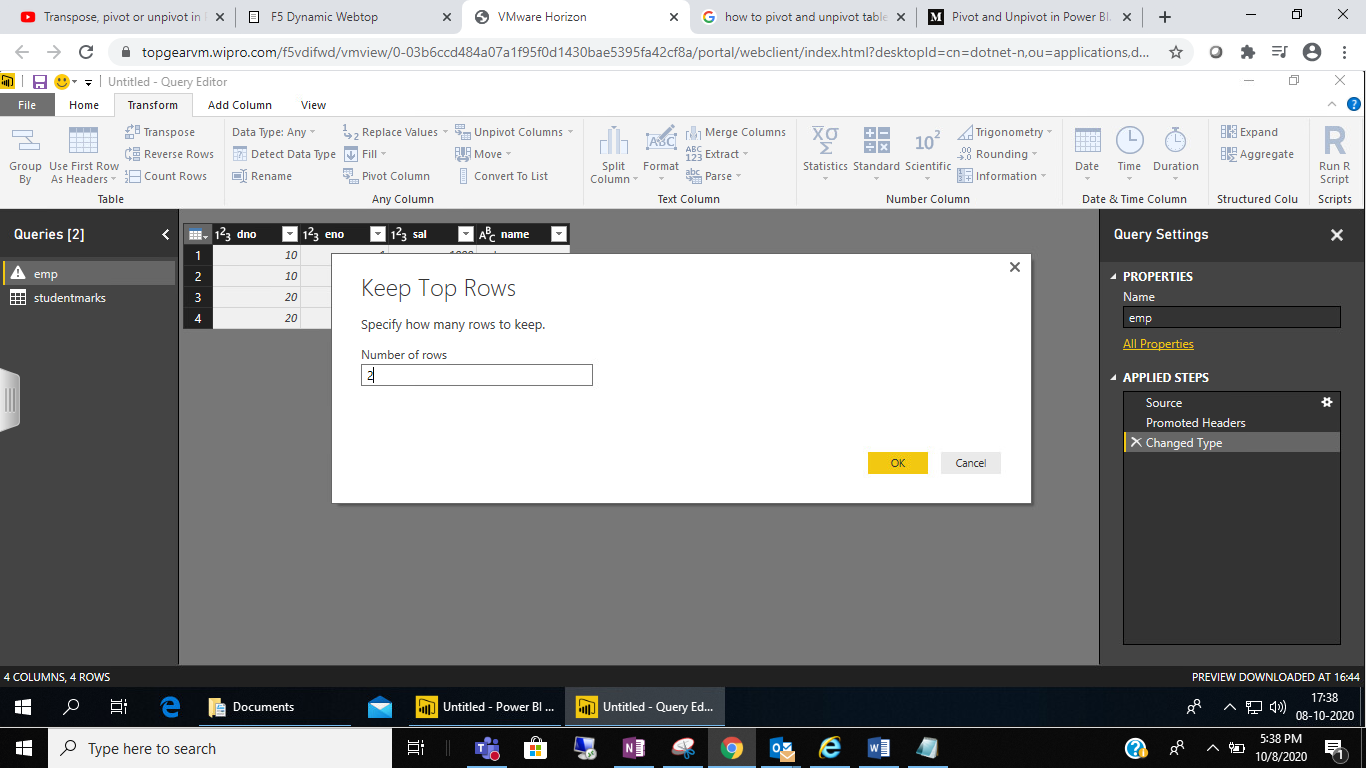 Transpose, pivot or unpivot in
F5 Dynamic Webtop
VMware Horizon
how to pivot and unpivot table
Pivot and Unpivot in Power BI.
topgearvm.wipro.com/f5vdifwd/vmview/0-03b6ccd484a07a1f95f0d1430bae5395fa42cf8a/portal/webclient/index.html?desktopId=cn=dotnet-n,ou=applications,d...
Untitled - Query Editor
File
Home
Transform
Add Column
View
Group By
Use First Row As Headers
Transpose
Reverse Rows
Count Rows
Table
Data Type: Any
Detect Data Type
Rename
Replace Values
Fill
Pivot Column
Unpivot Columns
Move
Convert To List
Any Column
Split Column
Format
Merge Columns
Extract
Parse
Text Column
Statistics
Standard
Scientific
Trigonometry
Rounding
Information
Number Column
Date
Time
Duration
Date & Time Column
Expand
Aggregate
Structured Colu
Run R Script
Scripts
Queries [2]
emp
studentmarks
dno
eno
sal
name
1 10
2 10
3 20
4 20
Keep Top Rows
Specify how many rows to keep.
Number of rows
2
OK
Cancel
Query Settings
PROPERTIES
Name
emp
All Properties
APPLIED STEPS
Source
Promoted Headers
Changed Type
4 COLUMNS, 4 ROWS
PREVIEW DOWNLOADED AT 16:44
Documents
Untitled - Power BI ...
Untitled - Query Ed...
17:38
08-10-2020
Type here to search
5:38 PM
10/8/2020